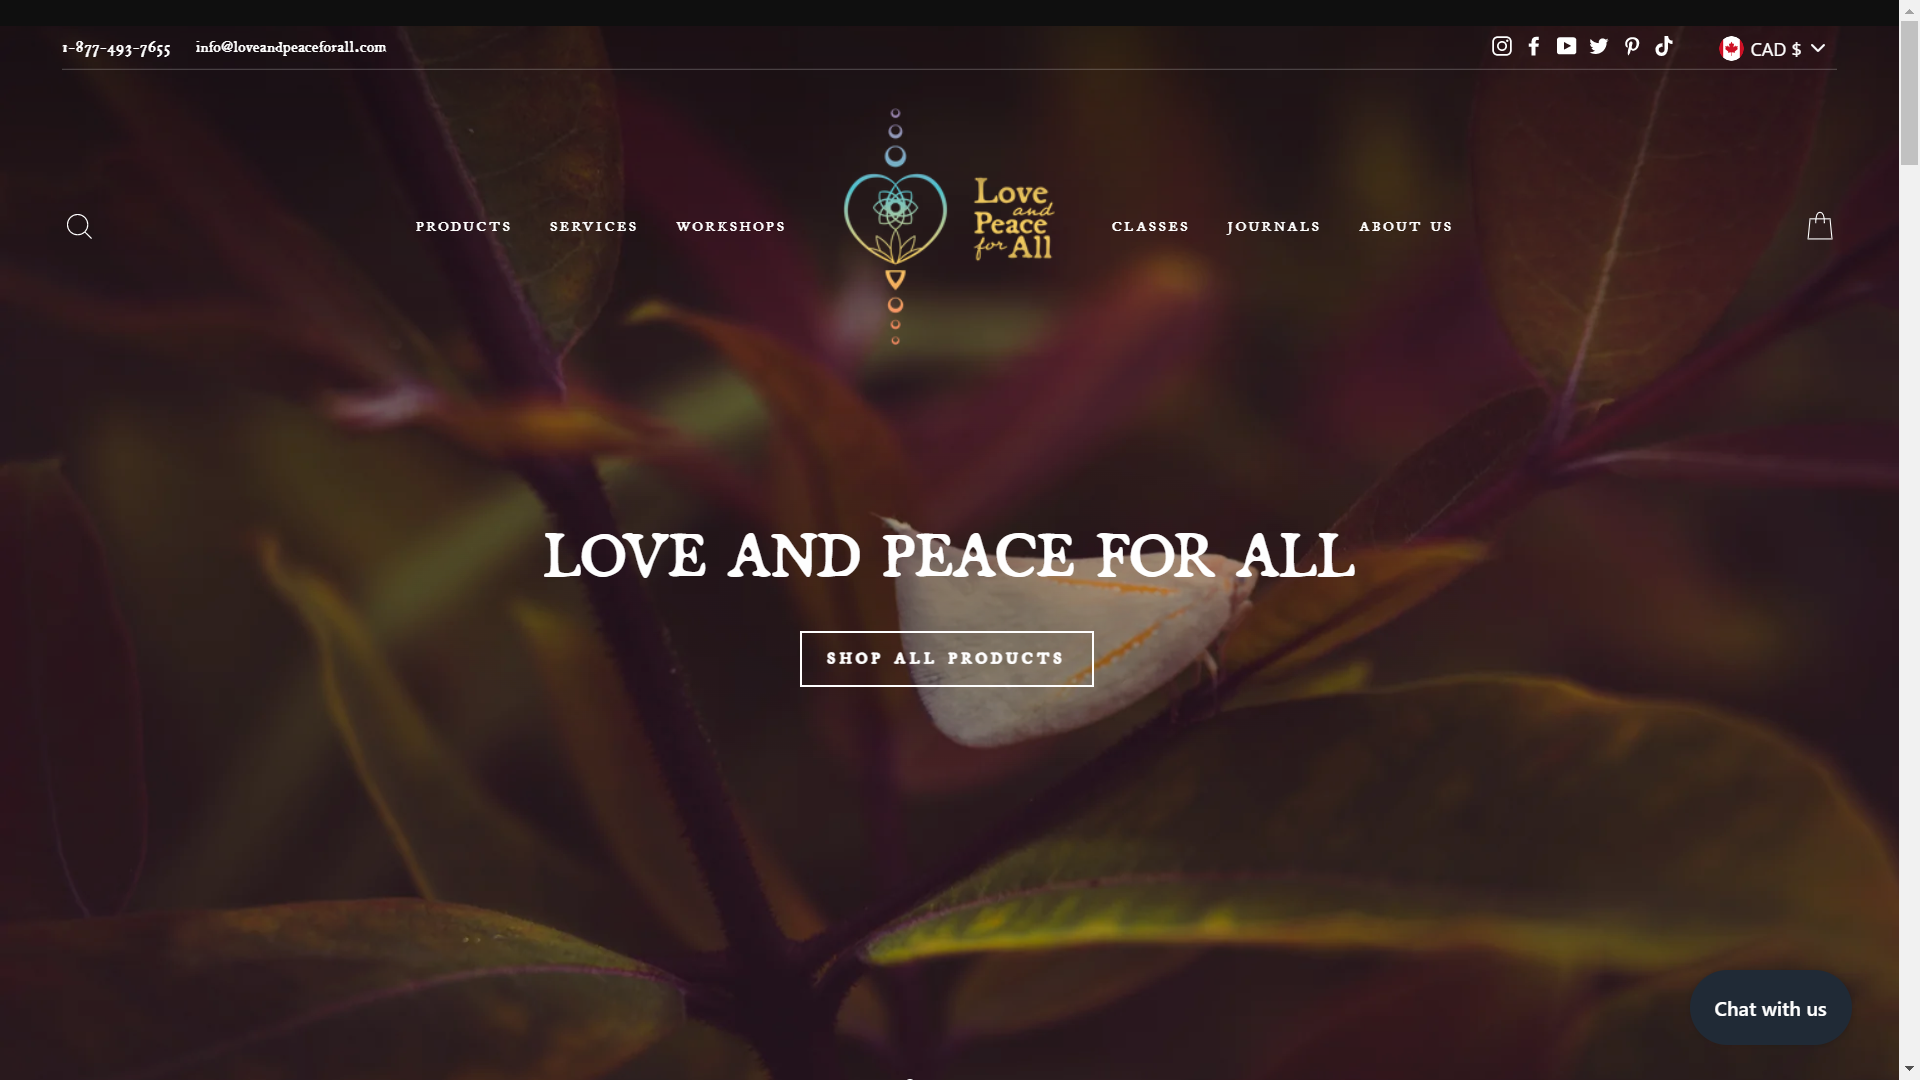 1-877-493-7655 info@loveandpeaceforall.com CAD $
PRODUCTS SERVICES WORKSHOPS
Love
and
Peace
for All
CLASSES JOURNALS ABOUT US
LOVE AND PEACE FOR ALL
SHOP ALL PRODUCTS
Chat with us